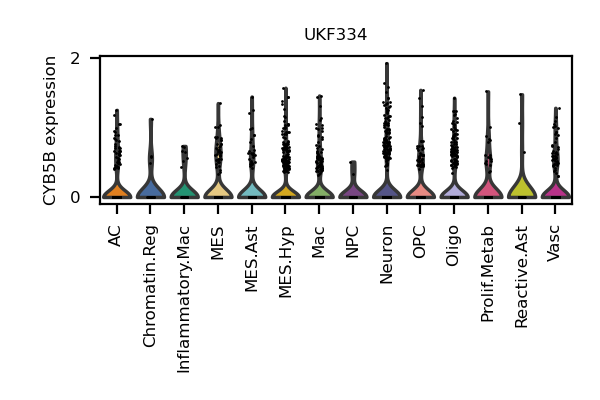 UKF334
CYB5B expression
2
0
AC
Chromatin.Reg
Inflammatory.Mac
MES
MES.Ast
MES.Hyp
Mac
NPC
Neuron
OPC
Oligo
Prolif.Metab
Reactive.Ast
Vasc